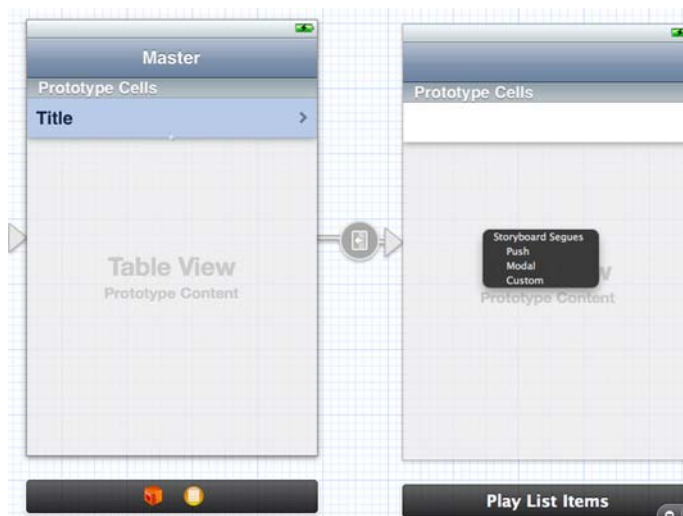 Master
Prototype Cells
Title
Table View
Prototype Content
Prototype Cells
Storyboard Segues
Push
Modal
Custom
Prototype Content
Play List Items